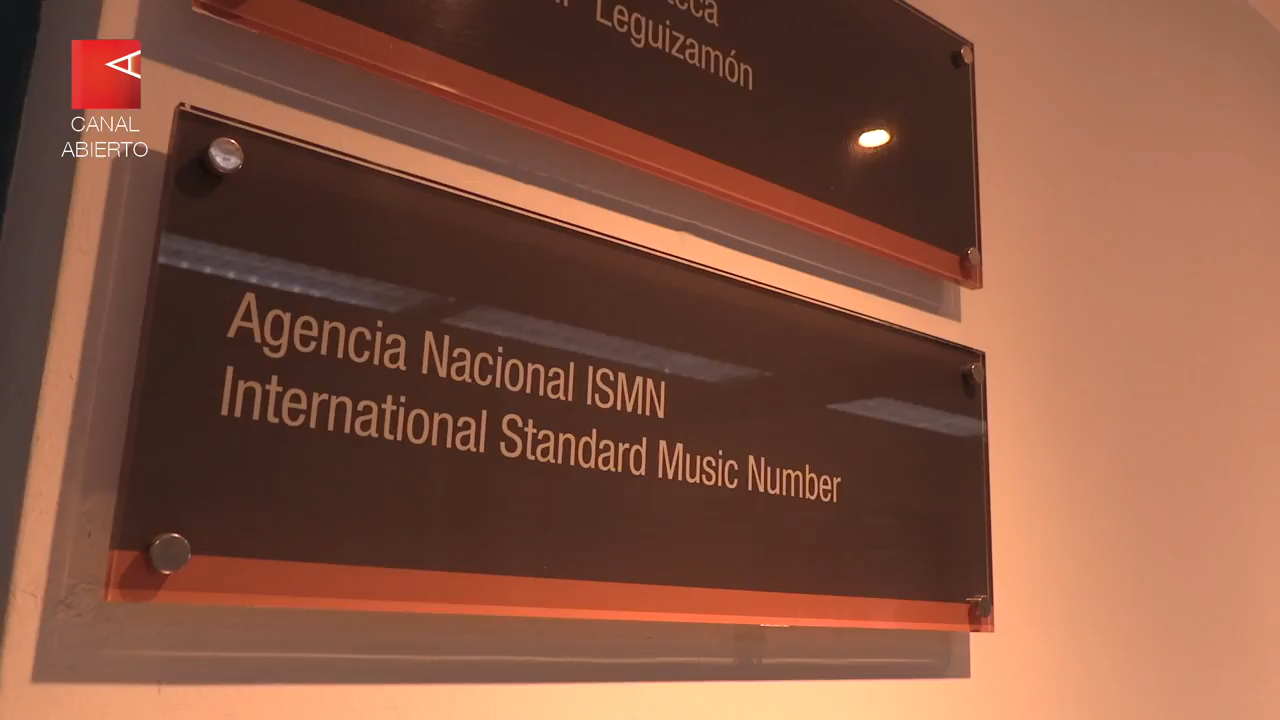 CANAL
ABIERTO
Leguizamón
Agencia Nacional ISMN
International Standard Music Number